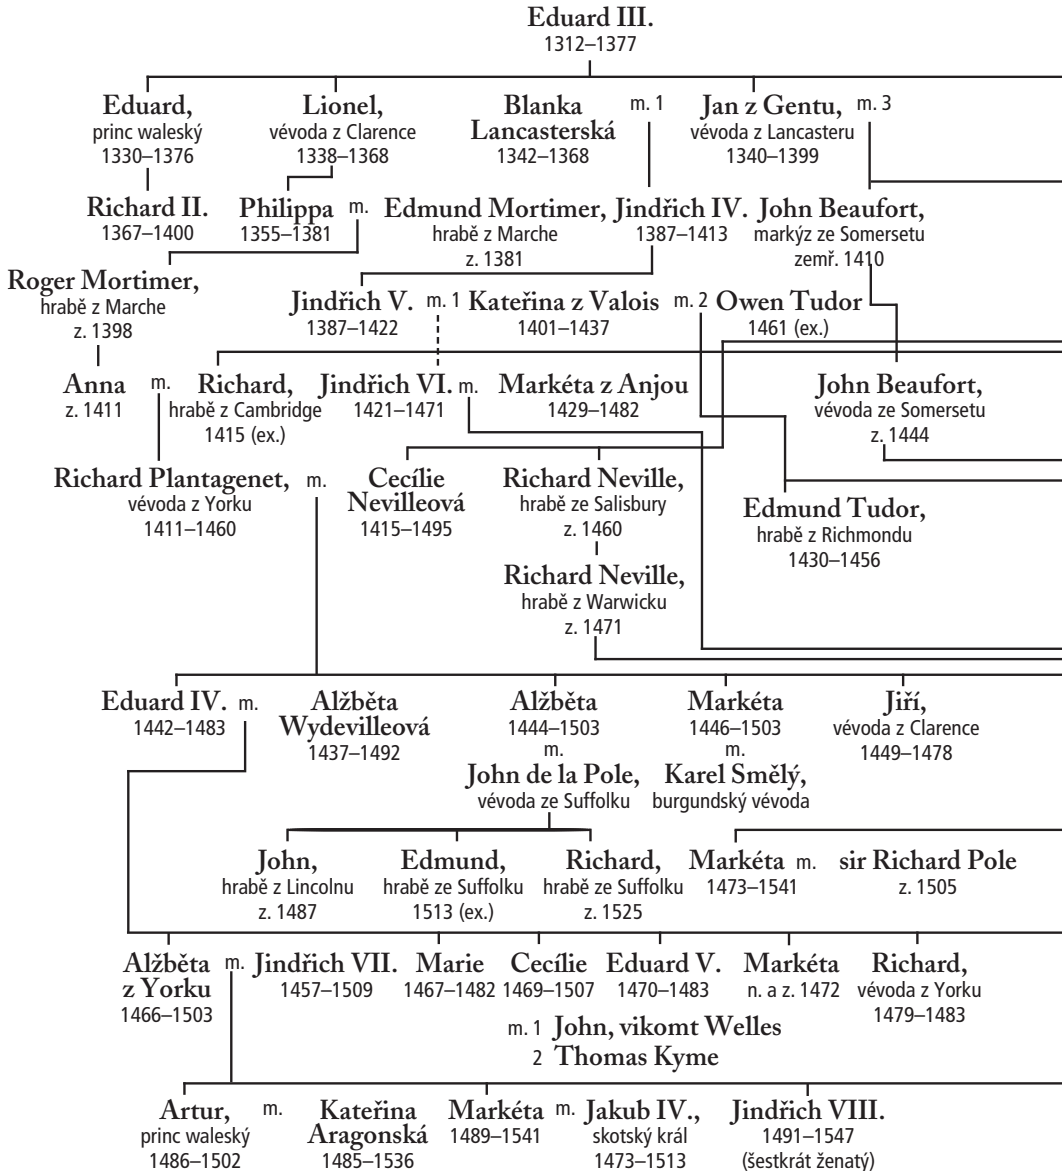 Eduard III.
1312–1377
Eduard,
princ waleský
1330–1376
Lionel,
vévoda z Clarence
1338–1368
Blanka
Lancasterská
1342–1368
m. 1
Jan z Gentu,
vévoda z Lancasteru
1340–1399
m. 3
Richard II.
1367–1400
Philippa
1355–1381
m.
Edmund Mortimer,
hrabě z Marche
z. 1381
Jindřich IV.
1387–1413
John Beaufort,
markýz ze Somersetu
zemř. 1410
Roger Mortimer,
hrabě z Marche
z. 1398
Jindřich V.
1387–1422
m. 1
Kateřina z Valois
1401–1437
m. 2
Owen Tudor
1461 (ex.)
Anna
z. 1411
m.
Richard,
hrabě z Cambridge
1415 (ex.)
Jindřich VI.
1421–1471
m.
Markéta z Anjou
1429–1482
John Beaufort,
vévoda ze Somersetu
z. 1444
Richard Plantagenet,
vévoda z Yorku
1411–1460
m.
Cecílie
Nevilleová
1415–1495
Richard Neville,
hrabě ze Salisbury
z. 1460
Edmund Tudor,
hrabě z Richmondu
1430–1456
Richard Neville,
hrabě z Warwicku
z. 1471
Eduard IV.
1442–1483
m.
Alžběta
Wydevilleová
1437–1492
Alžběta
1444–1503
m.
John de la Pole,
vévoda ze Suffolku
Markéta
1446–1503
m.
Karel Smělý,
burgundský vévoda
Jiří,
vévoda z Clarence
1449–1478
John,
hrabě z Lincolnu
z. 1487
Edmund,
hrabě ze Suffolku
1513 (ex.)
Richard,
hrabě ze Suffolku
z. 1525
Markéta
1473–1541
m.
sir Richard Pole
z. 1505
Alžběta
z Yorku
1466–1503
m.
Jindřich VII.
1457–1509
Marie
1467–1482
Cecílie
1469–1507
Eduard V.
1470–1483
Markéta
n. a z. 1472
Richard,
vévoda z Yorku
1479–1483
m. 1 John, vikomt Welles
2 Thomas Kyme
Artur,
princ waleský
1486–1502
m.
Kateřina
Aragonská
1485–1536
Markéta
1489–1541
m.
Jakub IV.,
skotský král
1473–1513
Jindřich VIII.
1491–1547
(šestkrát ženatý)